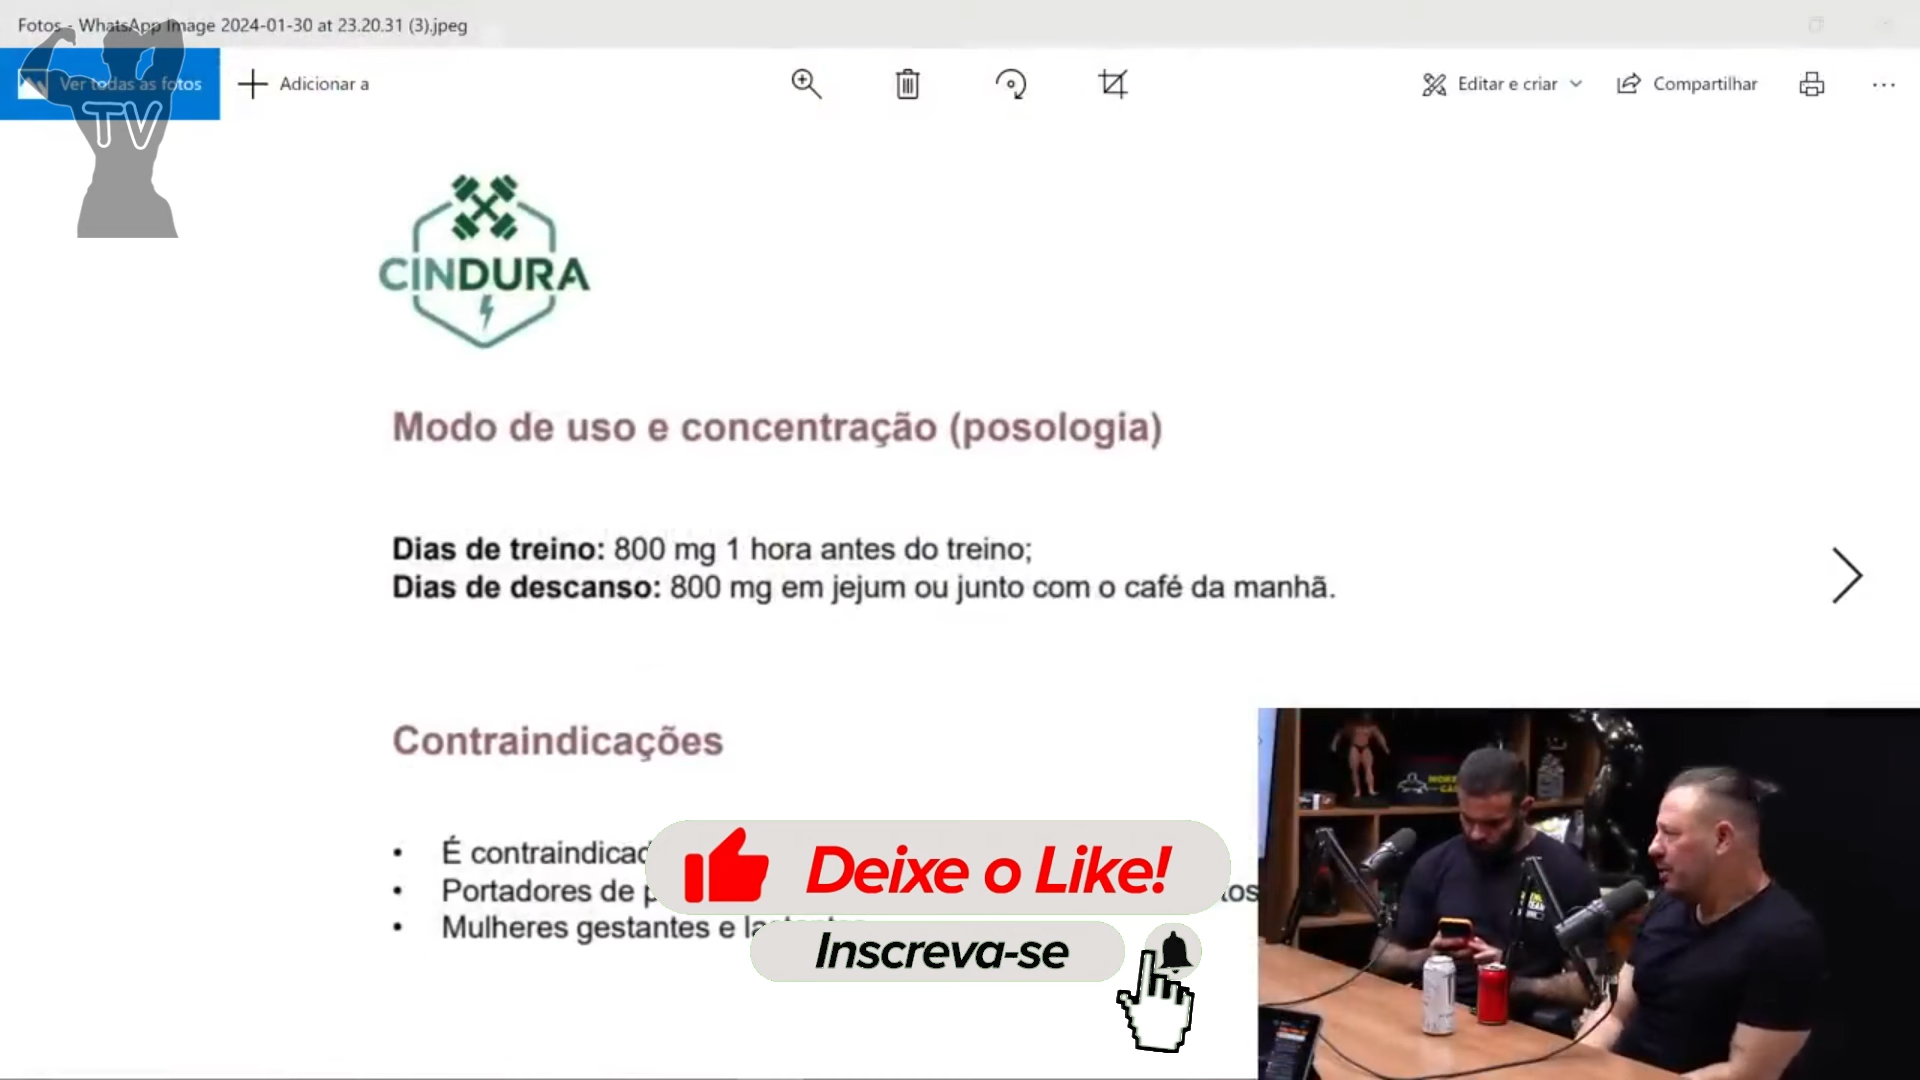 Fotos - WhatsApp Image 2024-01-30 at 23.20.31 (3).jpeg
Ver todas as fotos
Adicionar a
Editar e criar
Compartilhar
TV
CINDURA
Modo de uso e concentração (posologia)
Dias de treino: 800 mg 1 hora antes do treino;
Dias de descanso: 800 mg em jejum ou junto com o café da manhã.
Contraindicações
• É contraindicad
• Portadores de
• Mulheres gestantes e
Deixe o Like!
Inscreva-se